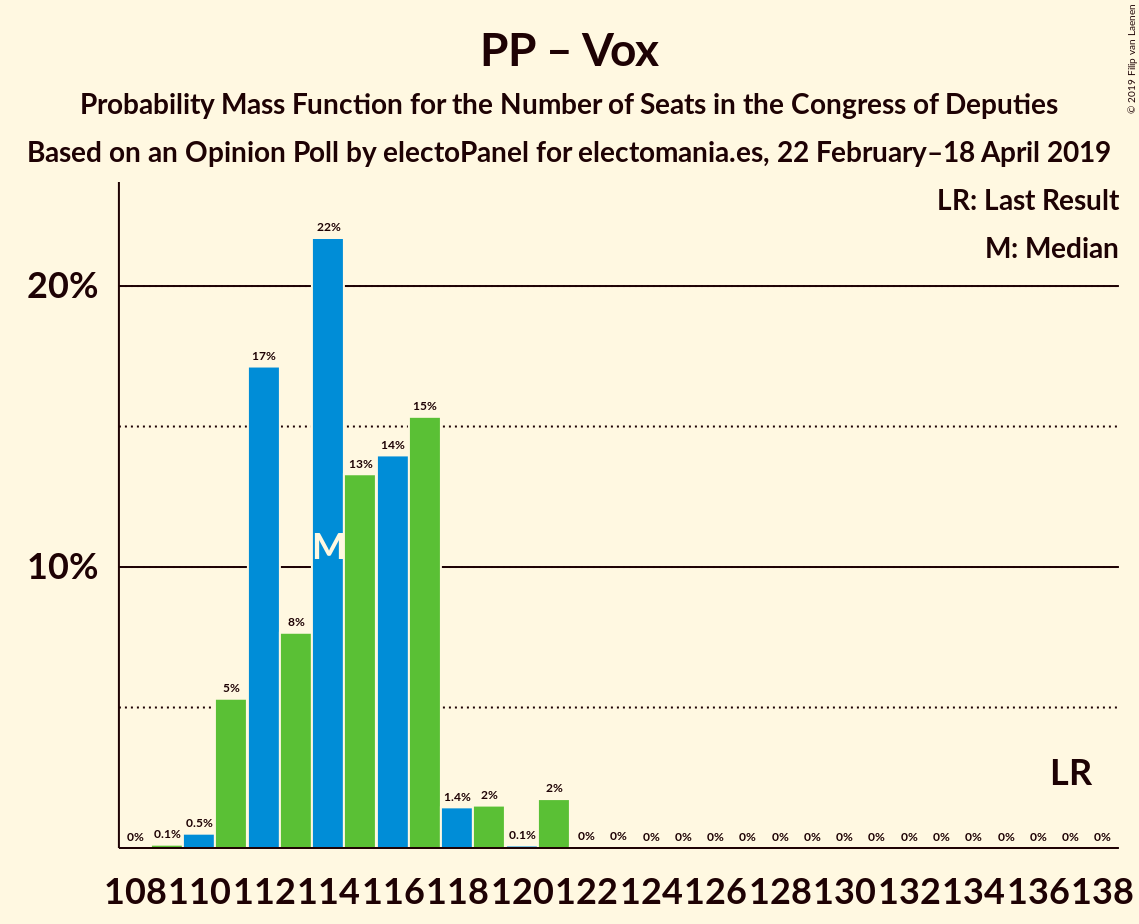 PP – Vox
Probability Mass Function for the Number of Seats in the Congress of Deputies
Based on an Opinion Poll by electoPanel for electomania.es, 22 February–18 April 2019
© 2019 Filip van Laenen
LR: Last Result
M: Median
20%
10%
0% 0.1% 0.5% 5% 17% 8% 22% 13% 14% 15% 1.4% 2% 0.1% 2% 0% 0% 0% 0% 0% 0% 0% 0% 0% 0% 0% 0% 0% 0% 0% 0% 0%
M
LR
108 110 112 114 116 118 120 122 124 126 128 130 132 134 136 138